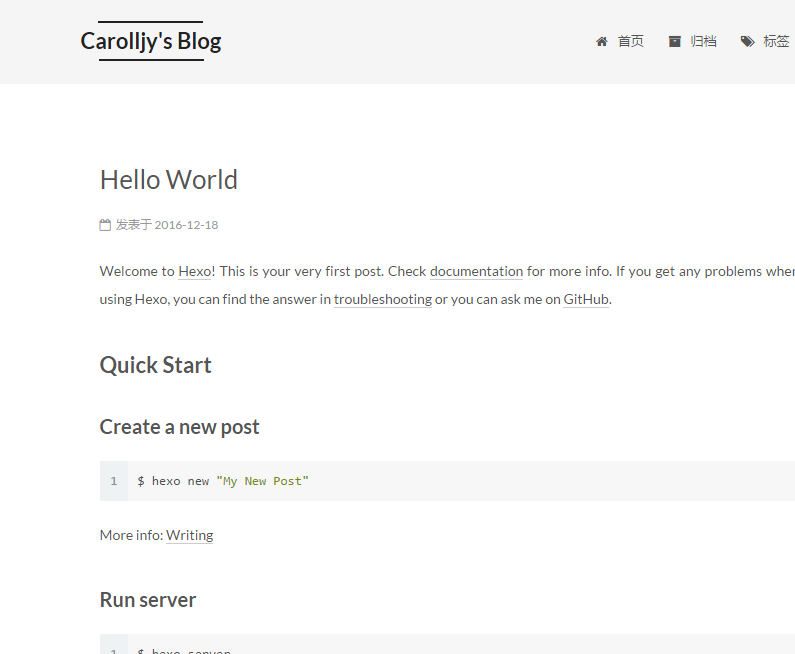 Carolljy's Blog
首页 归档 标签
Hello World
发表于 2016-12-18
Welcome to Hexo! This is your very first post. Check documentation for more info. If you get any problems when
using Hexo, you can find the answer in troubleshooting or you can ask me on GitHub.
Quick Start
Create a new post
1 $ hexo new "My New Post"
More info: Writing
Run server
1 $ hexo server